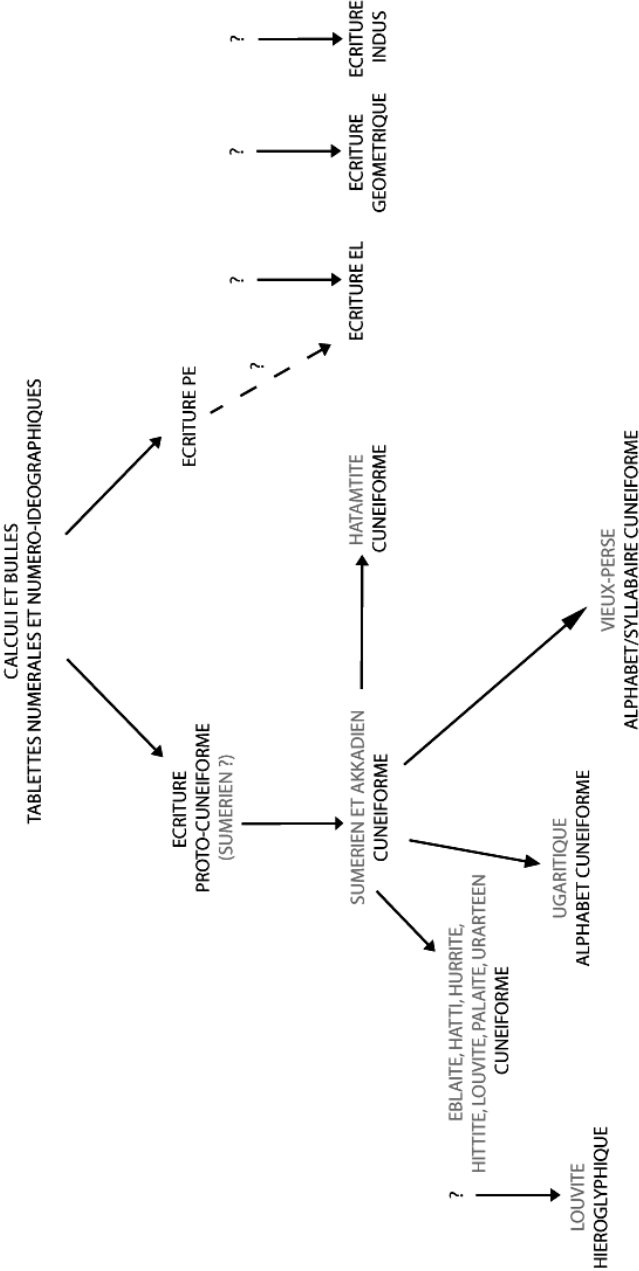 CALCULI ET BULLES
TABLETTES NUMERALES ET NUMERO-IDEOGRAPHIQUES
ECRITURE
PROTO-CUNEIFORME
(SUMERIEN ?)
ECRITURE PE
?
?
?
?
SUMERIEN ET AKKADIEN
CUNEIFORME
HATAMTITE
CUNEIFORME
ECRITURE EL
ECRITURE
GEOMETRIQUE
ECRITURE
INDUS
?
EBLAITE, HATTI, HURRITE,
HITTITE, LOUVITE, PALAITE, URARTEEN
CUNEIFORME
LOUVITE
HIEROGLYPHIQUE
UGARITIQUE
ALPHABET CUNEIFORME
VIEUX-PERSE
ALPHABET/SYLLABAIRE CUNEIFORME